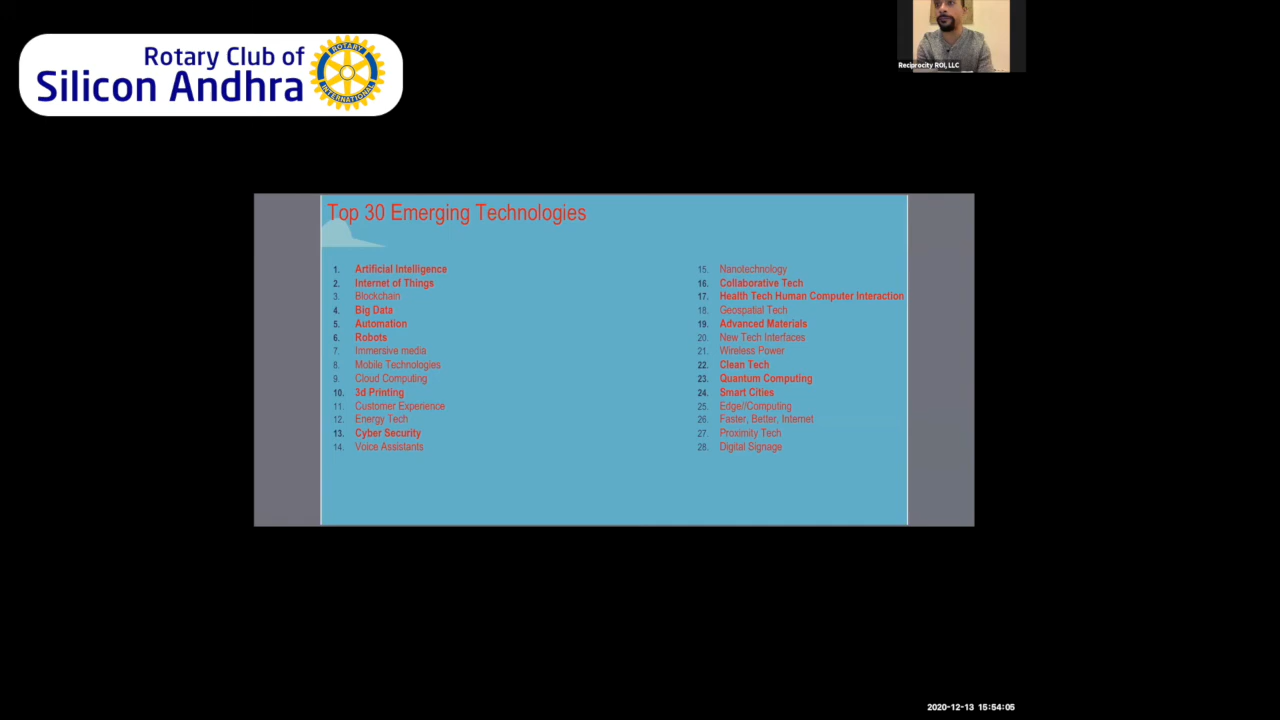 Rotary Club of
Silicon Andhra
ROTARY
INTERNATIONAL
Reciprocity ROI, LLC
Top 30 Emerging Technologies
1. Artificial Intelligence
2. Internet of Things
3. Blockchain
4. Big Data
5. Automation
6. Robots
7. Immersive media
8. Mobile Technologies
9. Cloud Computing
10. 3d Printing
11. Customer Experience
12. Energy Tech
13. Cyber Security
14. Voice Assistants
15. Nanotechnology
16. Collaborative Tech
17. Health Tech Human Computer Interaction
18. Geospatial Tech
19. Advanced Materials
20. New Tech Interfaces
21. Wireless Power
22. Clean Tech
23. Quantum Computing
24. Smart Cities
25. Edge//Computing
26. Faster, Better, Internet
27. Proximity Tech
28. Digital Signage
2020-12-13 15:54:05